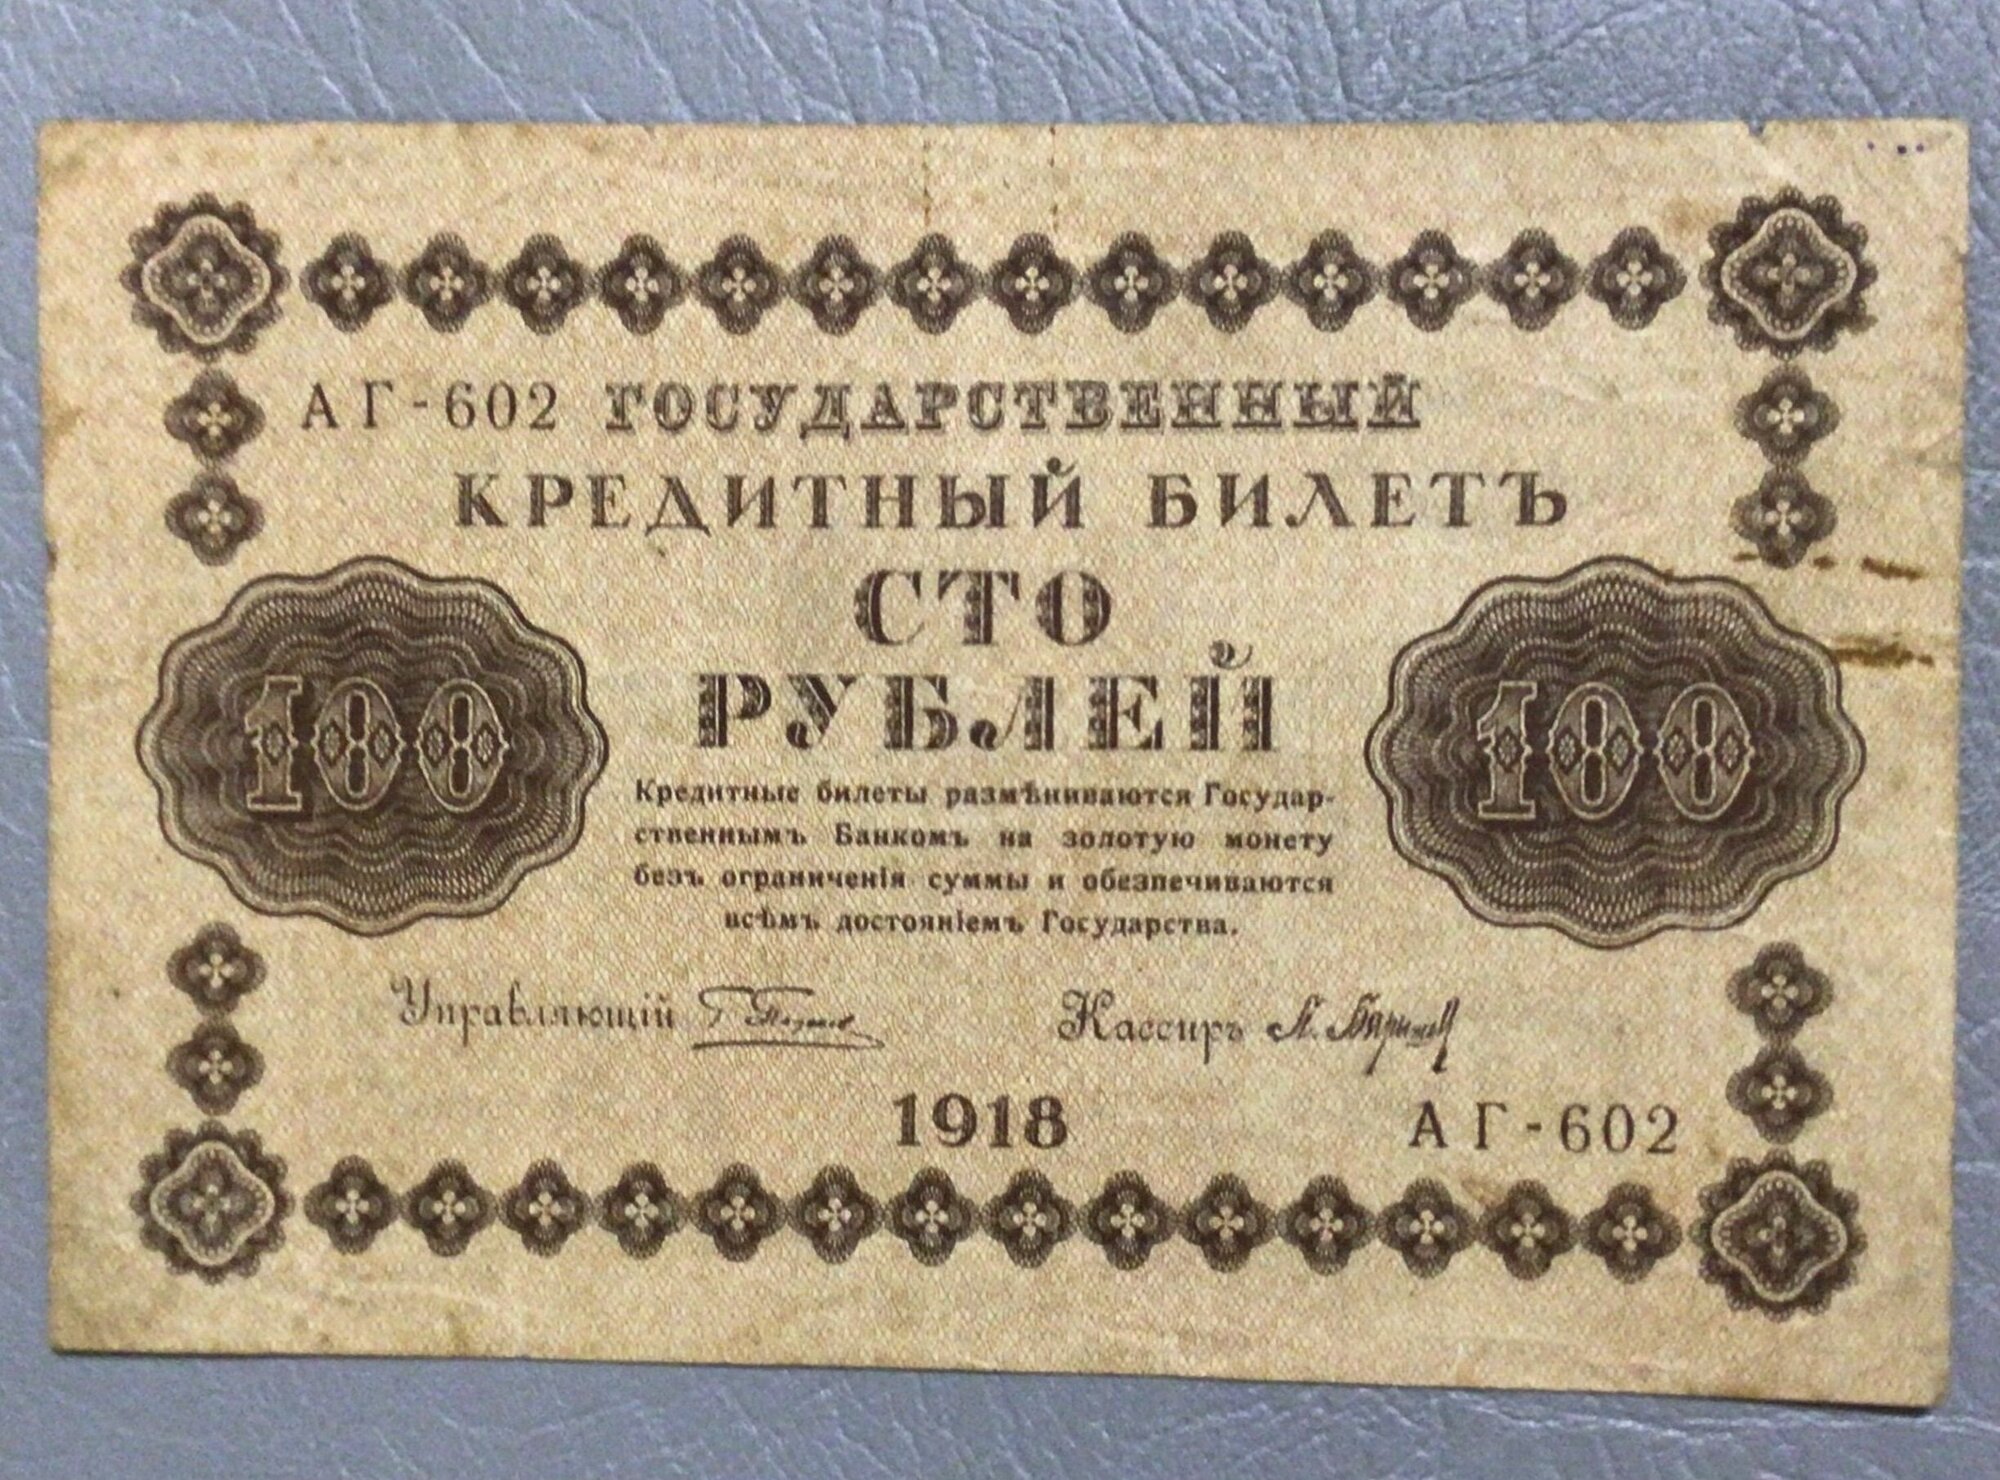 АГ-602 ГОСУДАРСТВЕННЫЙ
КРЕДИТНЫЙ БИЛЕТЪ
СТО
РУБЛЕЙ
100
100
Кредитные билеты размѣниваются Государ-
ственнымъ Банкомъ на золотую монету
безъ ограниченія суммы и обезпечиваются
всѣмъ достояніемъ Государства.
Управляющій
Кассиръ
1918 АГ-602